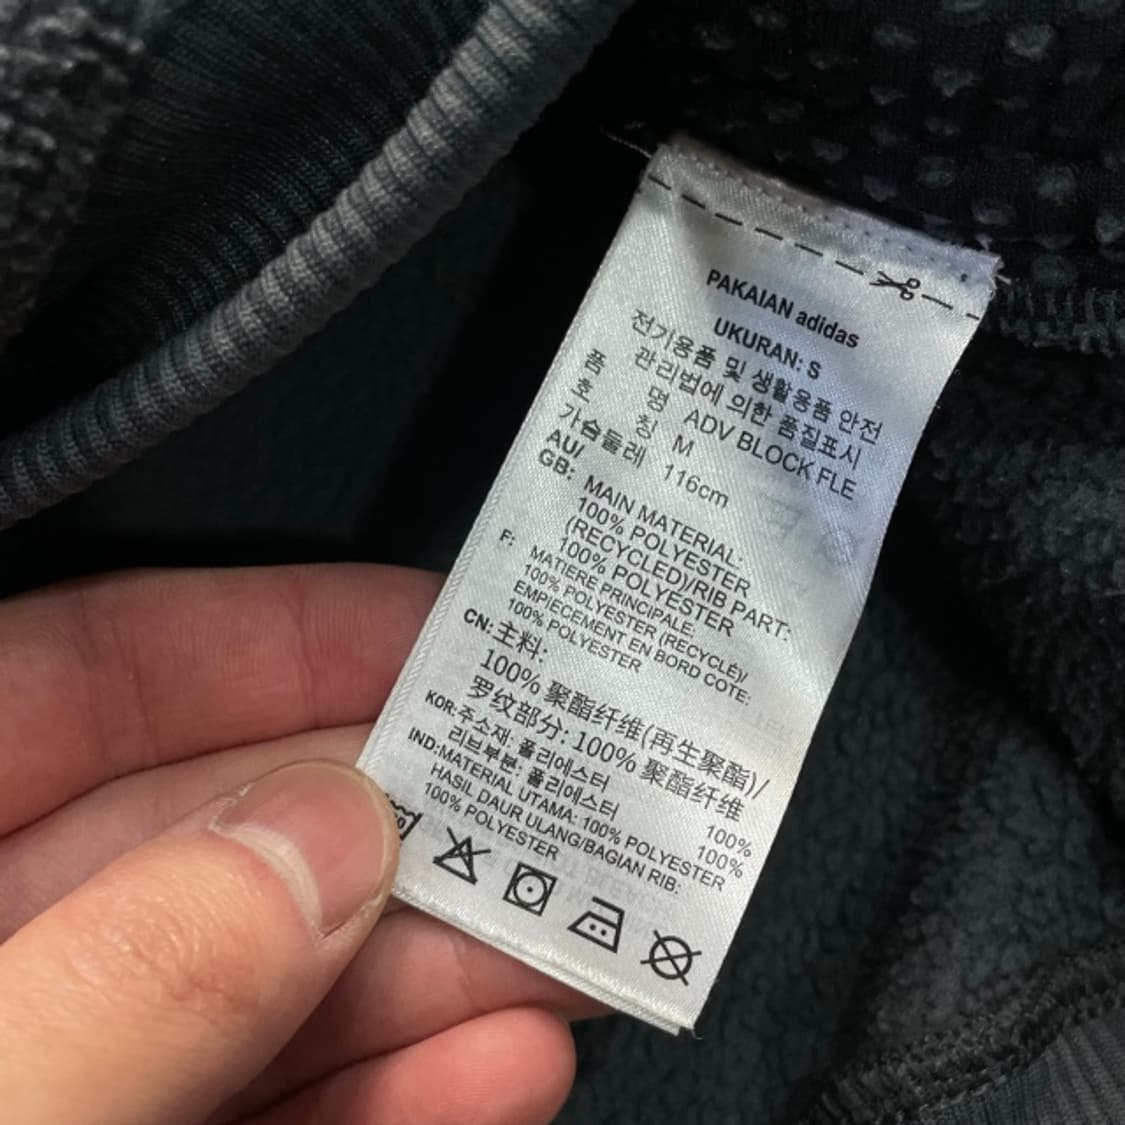 PAKAIAN adidas
UKURAN: S
전기용품 및 생활용품 안전
관리법에 의한 품질표시
품 명 ADV BLOCK FLE
호 칭 M
가슴둘레 116cm
AU/
GB: MAIN MATERIAL:
100% POLYESTER
(RECYCLED)/RIB PART:
100% POLYESTER
F: MATIERE PRINCIPALE:
100% POLYESTER (RECYCLÉ)/
EMPIECEMENT EN BORD COTE:
100% POLYESTER
CN: 主料:
100% 聚酯纤维(再生聚酯)/
罗纹部分: 100% 聚酯纤维
KOR: 주소재: 폴리에스터 100%
리브부분: 폴리에스터 100%
IND: MATERIAL UTAMA: 100% POLYESTER
HASIL DAUR ULANG/BAGIAN RIB:
100% POLYESTER